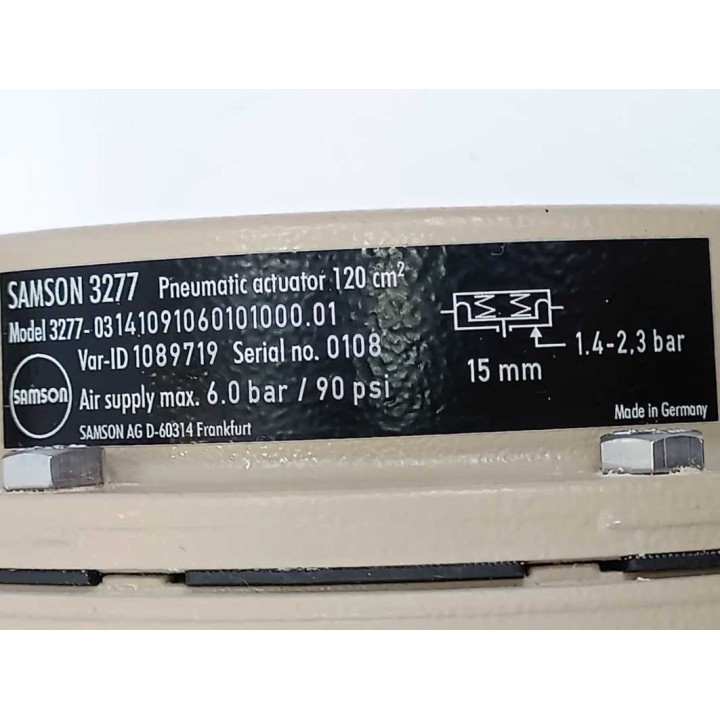 SAMSON 3277 Pneumatic actuator 120 cm²
Model 3277-03141091060101000.01
Var-ID 1089719 Serial no. 0108
samson
Air supply max. 6.0 bar / 90 psi
SAMSON AG D-60314 Frankfurt
1.4-2,3 bar
15 mm
Made in Germany